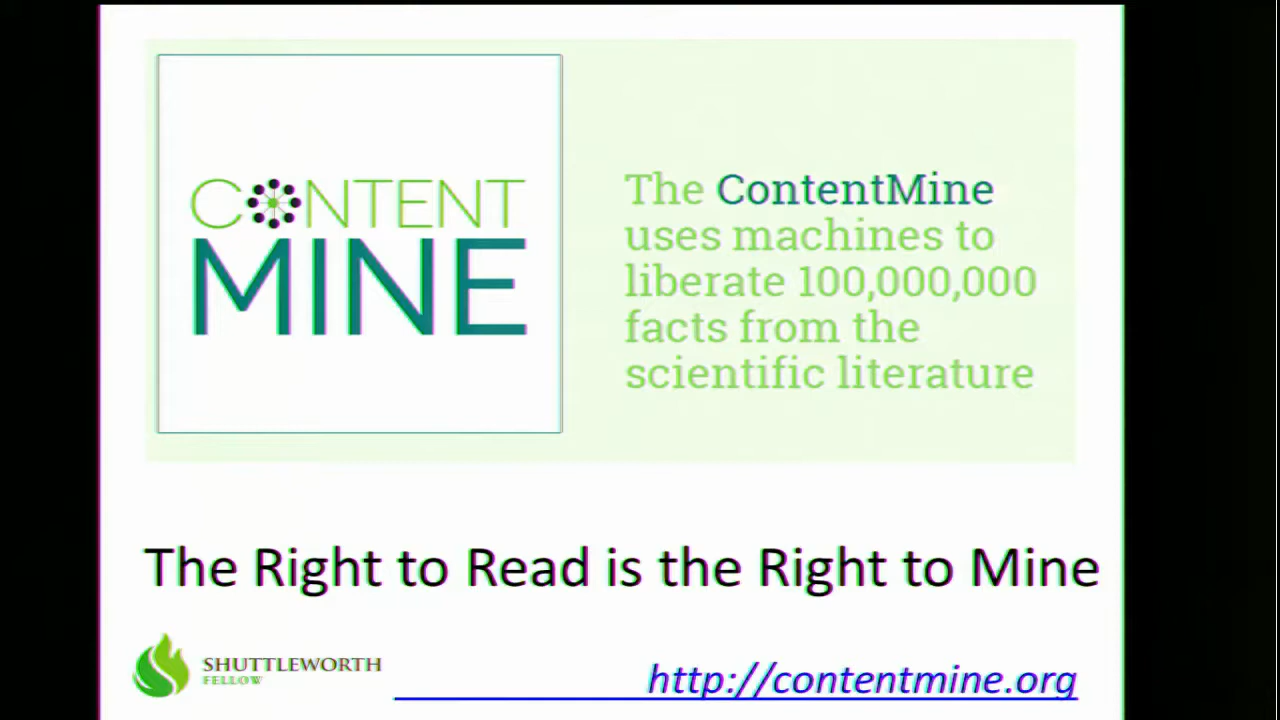 CONTENT
MINE
The ContentMine
uses machines to
liberate 100,000,000
facts from the
scientific literature
The Right to Read is the Right to Mine
SHUTTLEWORTH
FELLOW
http://contentmine.org